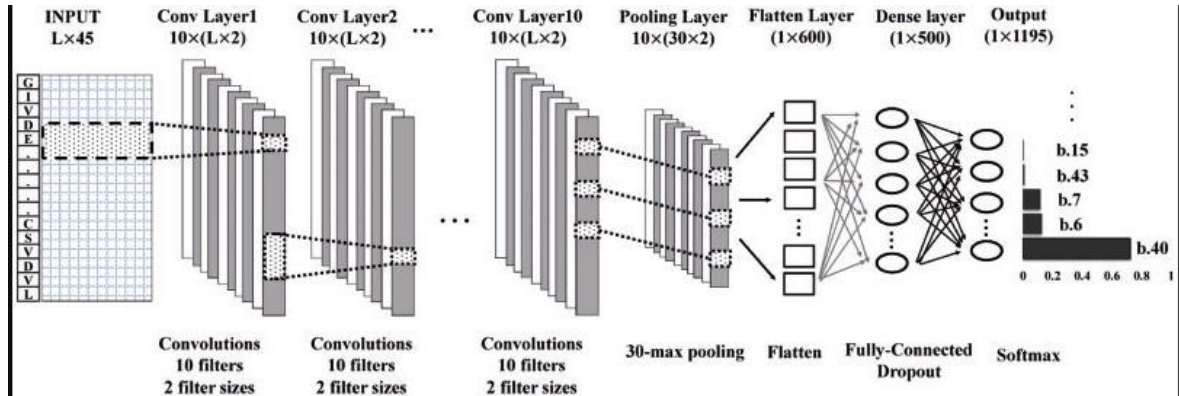 INPUT
L×45
Conv Layer1
10×(L×2)
Conv Layer2
10×(L×2)
...
Conv Layer10
10×(L×2)
Pooling Layer
10×(30×2)
Flatten Layer
(1×600)
Dense layer
(1×500)
Output
(1×1195)
G
I
V
D
E
.
.
.
.
.
C
S
V
D
V
L
...
b.15
b.43
b.7
b.6
b.40
0 0.2 0.4 0.6 0.8 1
Convolutions
10 filters
2 filter sizes
Convolutions
10 filters
2 filter sizes
Convolutions
10 filters
2 filter sizes
30-max pooling
Flatten
Fully-Connected
Dropout
Softmax